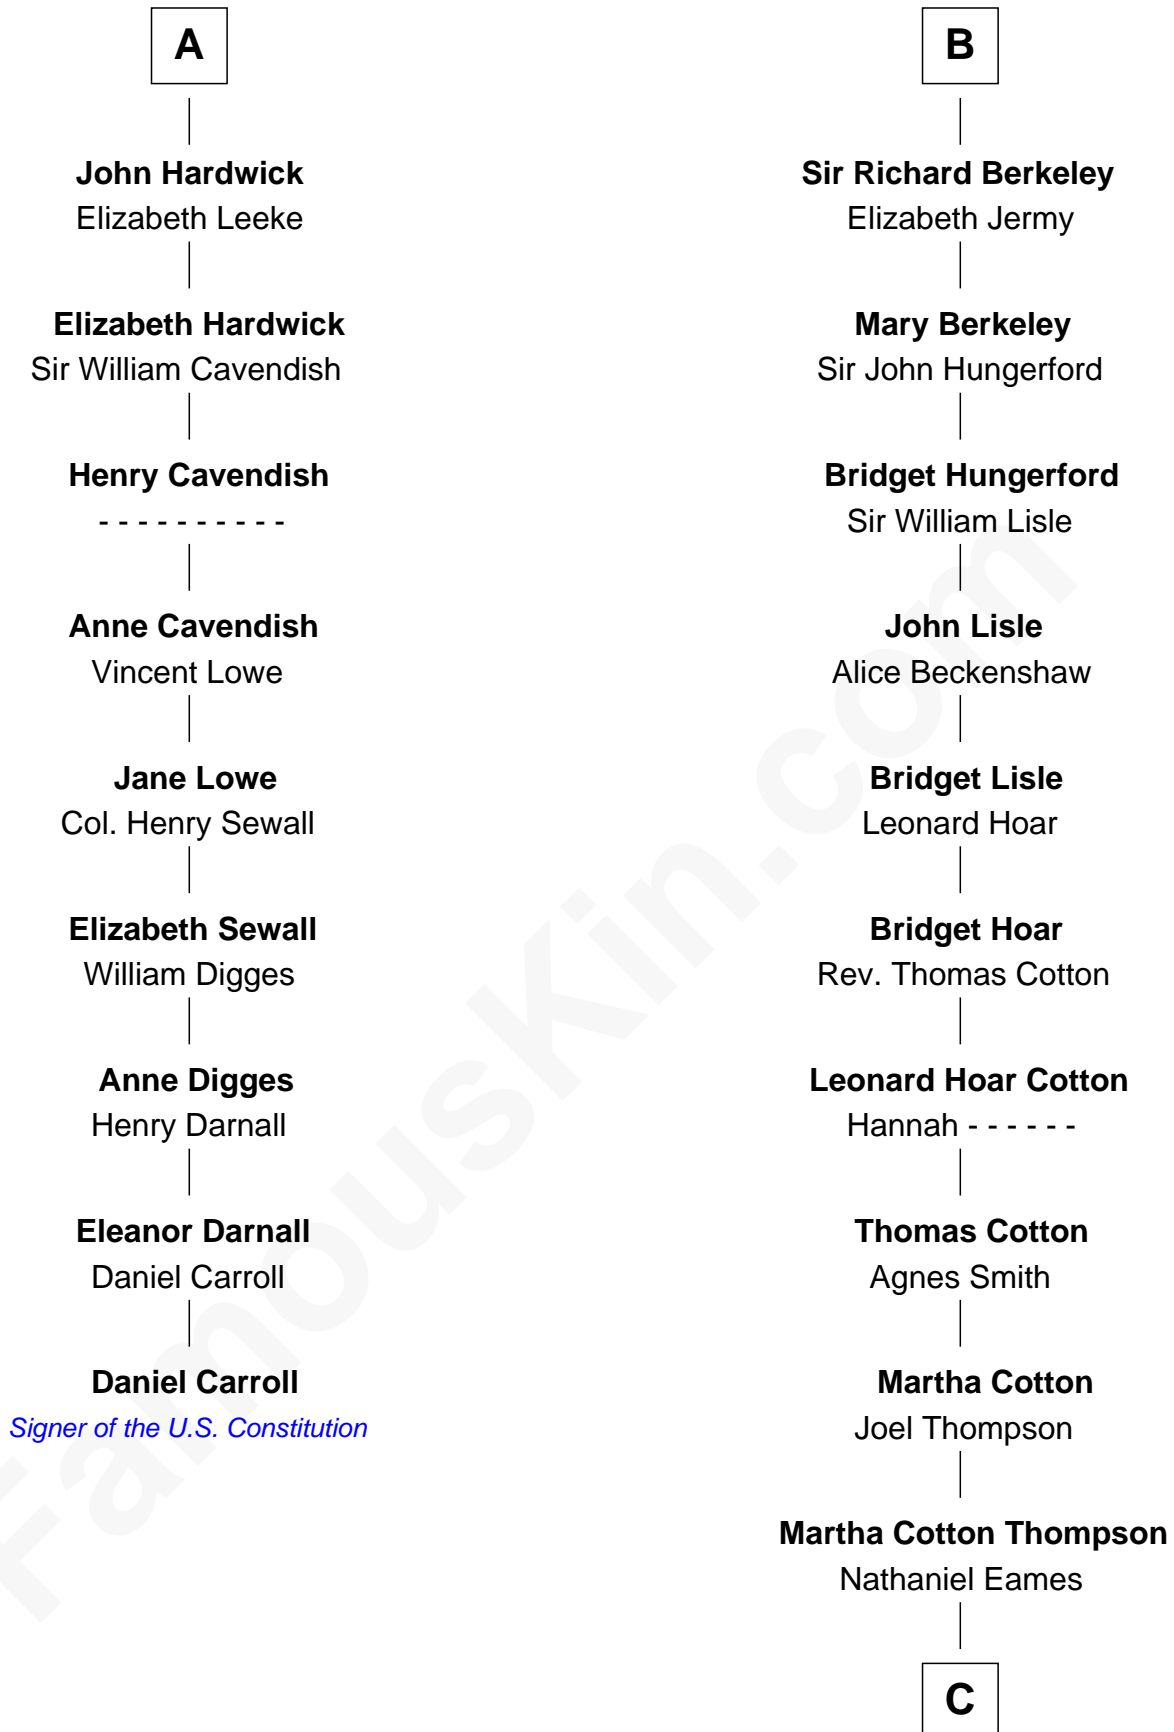 A
John Hardwick
Elizabeth Leeke
Elizabeth Hardwick
Sir William Cavendish
Henry Cavendish
- - - - - - - - - -
Anne Cavendish
Vincent Lowe
Jane Lowe
Col. Henry Sewall
Elizabeth Sewall
William Digges
Anne Digges
Henry Darnall
Eleanor Darnall
Daniel Carroll
Daniel Carroll
Signer of the U.S. Constitution
B
Sir Richard Berkeley
Elizabeth Jermy
Mary Berkeley
Sir John Hungerford
Bridget Hungerford
Sir William Lisle
John Lisle
Alice Beckenshaw
Bridget Lisle
Leonard Hoar
Bridget Hoar
Rev. Thomas Cotton
Leonard Hoar Cotton
Hannah - - - - - -
Thomas Cotton
Agnes Smith
Martha Cotton
Joel Thompson
Martha Cotton Thompson
Nathaniel Eames
C
FamousKin.com